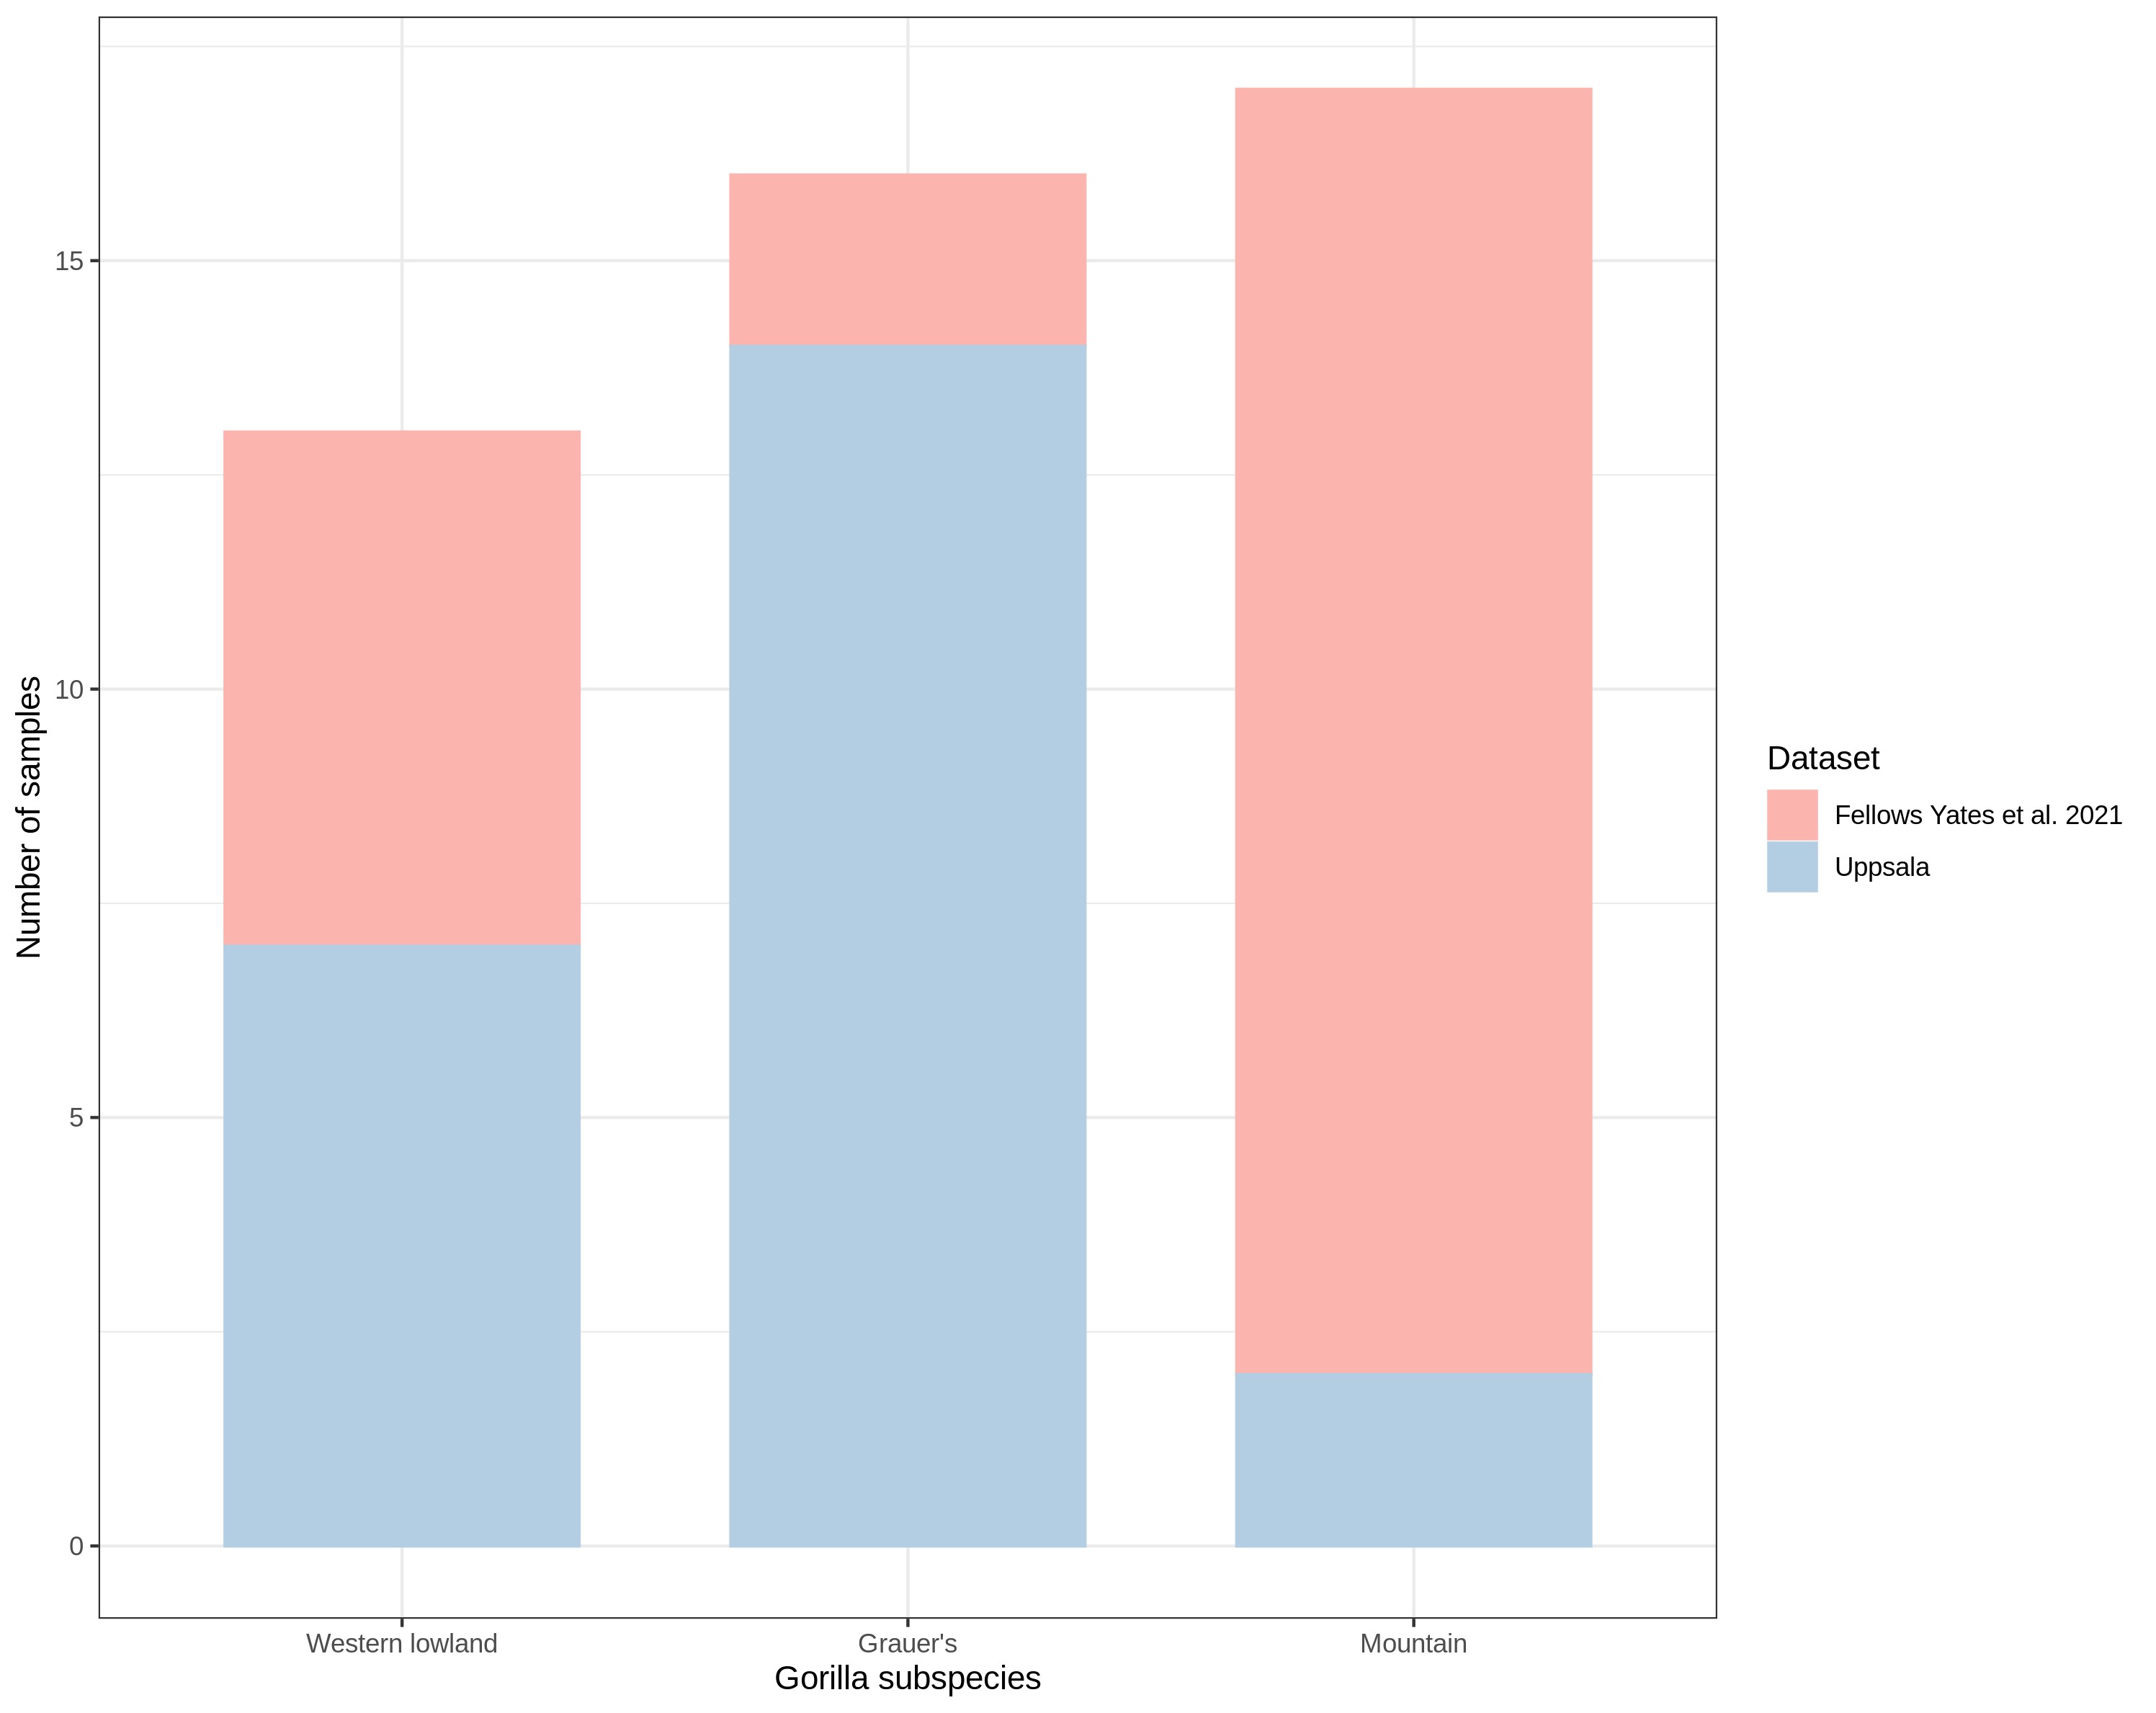 Number of samples
15
10
5
0
Western lowland
Grauer's
Mountain
Gorilla subspecies
Dataset
Fellows Yates et al. 2021
Uppsala